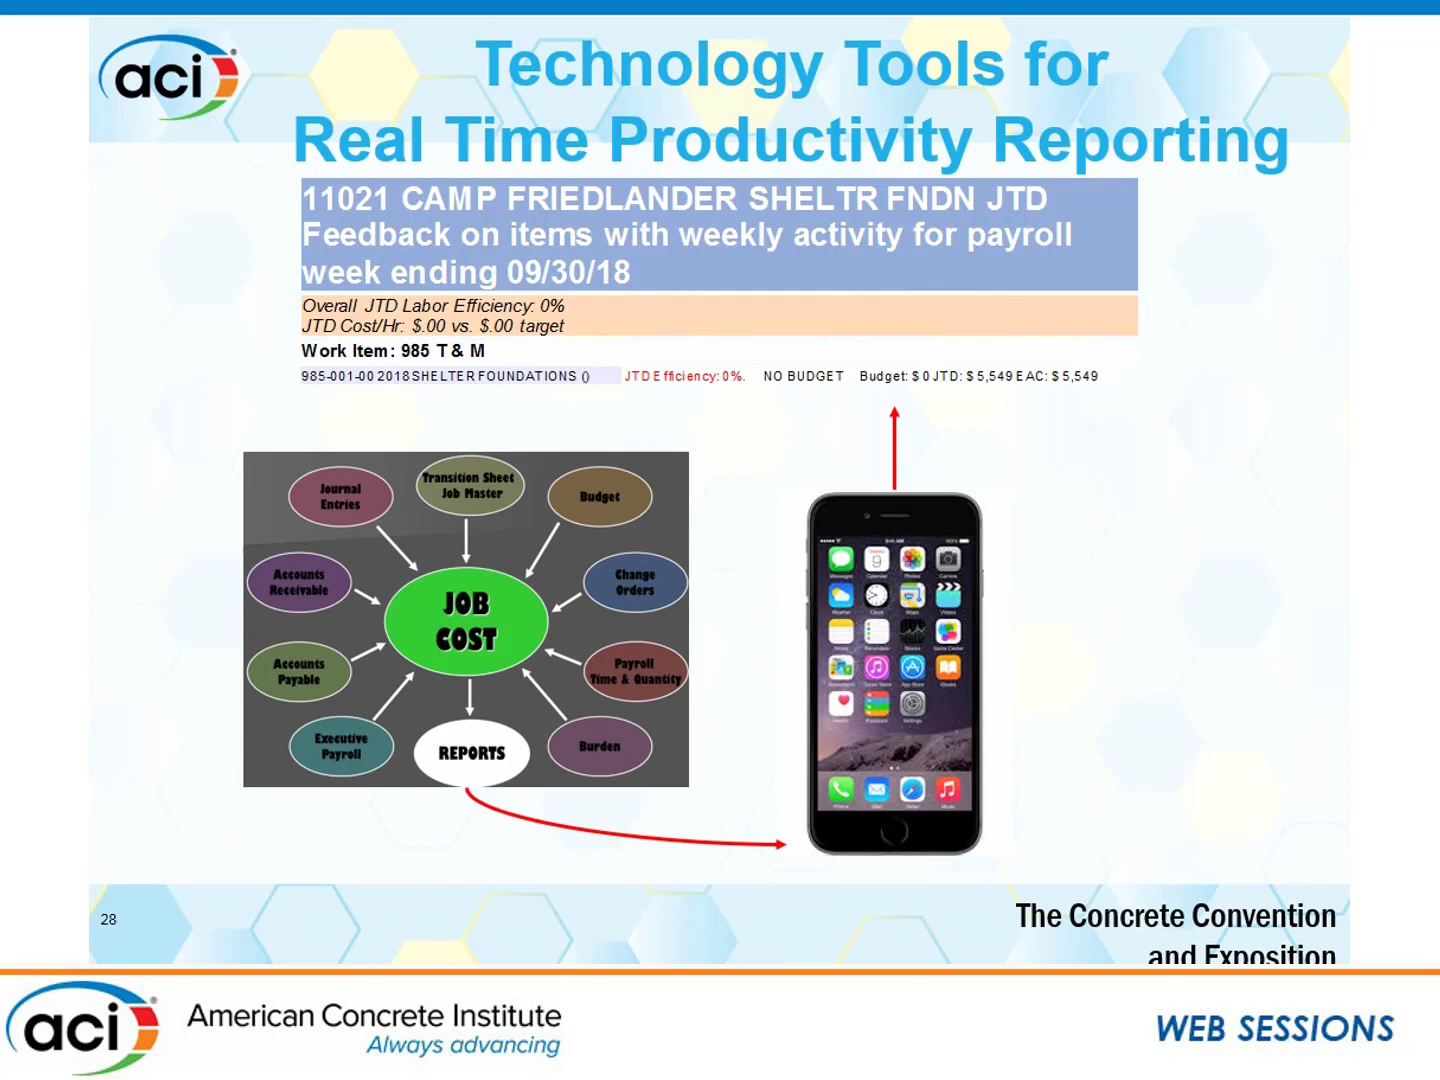 aci
Technology Tools for
Real Time Productivity Reporting
11021 CAMP FRIEDLANDER SHELTR FNDN JTD
Feedback on items with weekly activity for payroll
week ending 09/30/18
Overall JTD Labor Efficiency: 0%
JTD Cost/Hr: $.00 vs. $.00 target
Work Item: 985 T & M
985-001-00 2018 SHELTER FOUNDATIONS () JTD Efficiency: 0%. NO BUDGET Budget: $ 0 JTD: $ 5,549 EAC: $ 5,549
Journal
Entries
Transition Sheet
Job Master
Budget
Accounts
Receivable
Change
Orders
JOB
COST
Accounts
Payable
Payroll
Time & Quantity
Executive
Payroll
REPORTS
Burden
28
The Concrete Convention
and Exposition
aci
American Concrete Institute
Always advancing
WEB SESSIONS